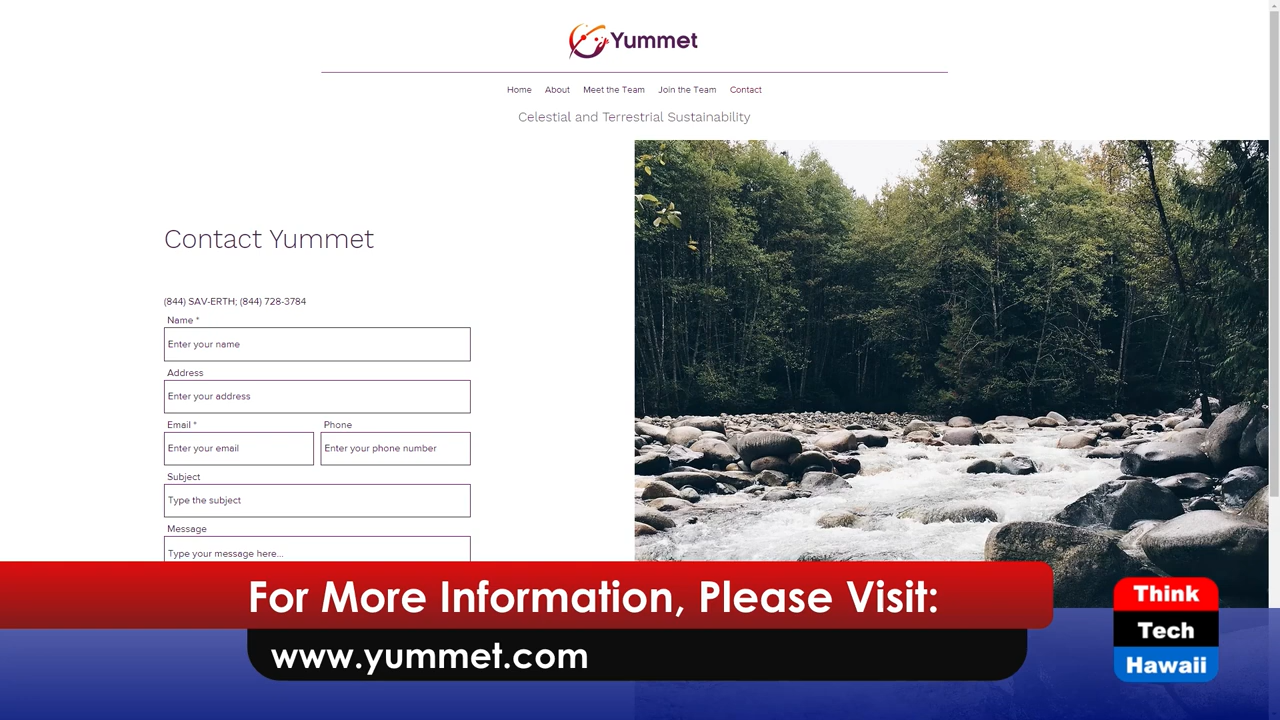 Yummet
Home About Meet the Team Join the Team Contact
Celestial and Terrestrial Sustainability
Contact Yummet
(844) SAV-ERTH; (844) 728-3784
Name *
Enter your name
Address
Enter your address
Email * Phone
Enter your email Enter your phone number
Subject
Type the subject
Message
Type your message here...
For More Information, Please Visit:
www.yummet.com
Think
Tech
Hawaii